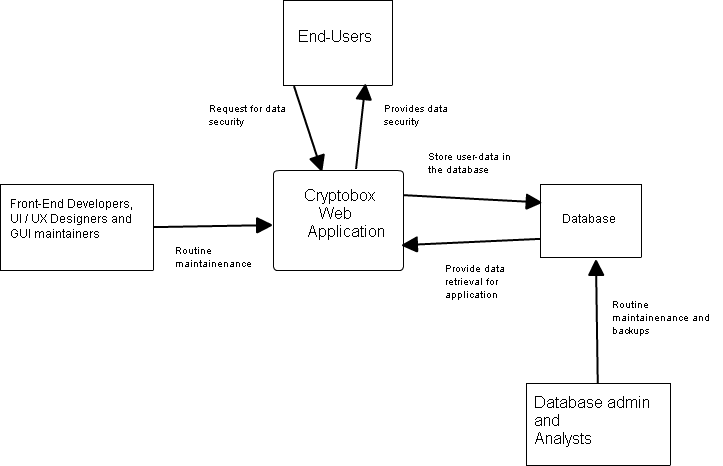 End-Users
Request for data
security
Provides data
security
Store user-data in
the database
Front-End Developers,
UI / UX Designers and
GUI maintainers
Cryptobox
Web
Application
Database
Routine
maintainenance
Provide data
retrieval for
application
Routine
maintainenance and
backups
Database admin
and
Analysts